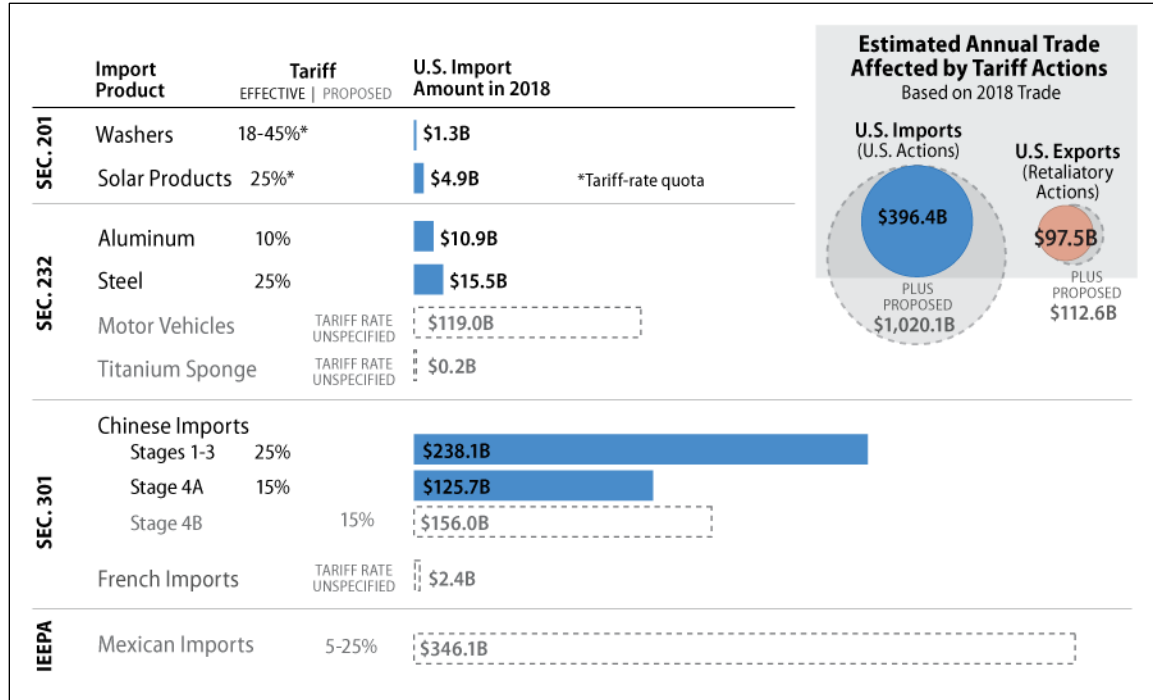 Import
Product
Tariff
EFFECTIVE | PROPOSED
U.S. Import
Amount in 2018
SEC. 201
Washers 18-45%* $1.3B
Solar Products 25%* $4.9B *Tariff-rate quota
SEC. 232
Aluminum 10% $10.9B
Steel 25% $15.5B
Motor Vehicles TARIFF RATE UNSPECIFIED $119.0B
Titanium Sponge TARIFF RATE UNSPECIFIED $0.2B
SEC. 301
Chinese Imports
Stages 1-3 25% $238.1B
Stage 4A 15% $125.7B
Stage 4B 15% $156.0B
French Imports TARIFF RATE UNSPECIFIED $2.4B
IEEPA
Mexican Imports 5-25% $346.1B
Estimated Annual Trade
Affected by Tariff Actions
Based on 2018 Trade
U.S. Imports
(U.S. Actions)
$396.4B
PLUS
PROPOSED
$1,020.1B
U.S. Exports
(Retaliatory
Actions)
$97.5B
PLUS
PROPOSED
$112.6B